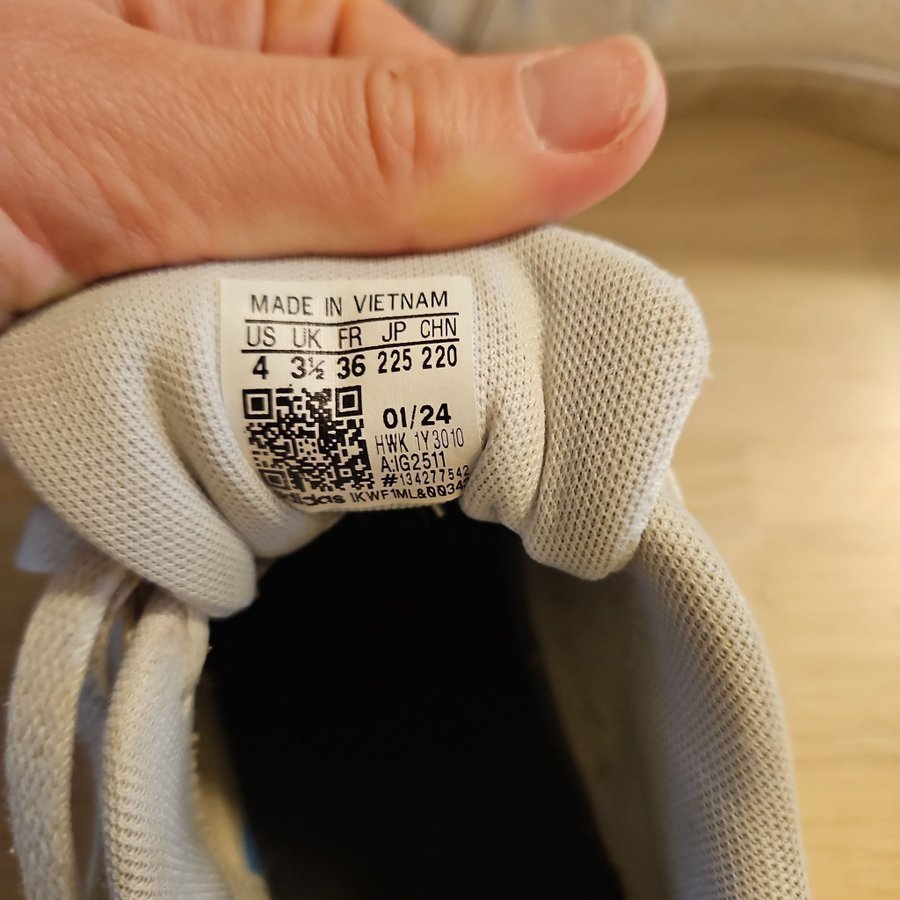 MADE IN VIETNAM
US UK FR JP CHN
4 3½ 36 225 220
01/24
HWK 1Y3010
A:IG2511
#134277542
adidas